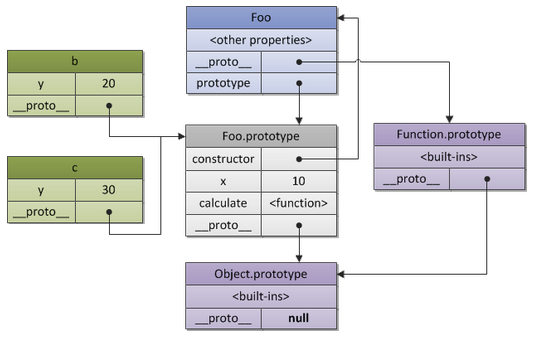 Foo
<other properties>
__proto__
prototype
b
y 20
__proto__
c
y 30
__proto__
Foo.prototype
constructor
x 10
calculate <function>
__proto__
Function.prototype
<built-ins>
__proto__
Object.prototype
<built-ins>
__proto__ null